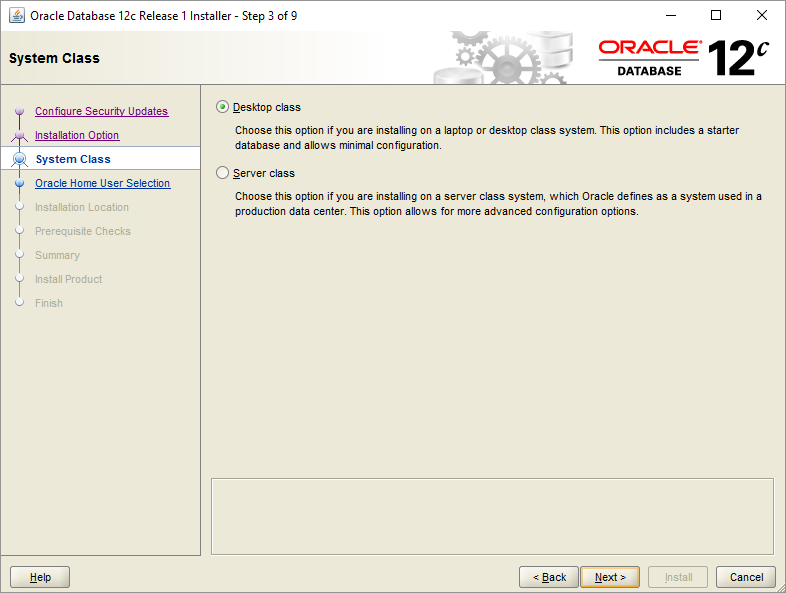 Oracle Database 12c Release 1 Installer - Step 3 of 9
System Class
ORACLE®
DATABASE
12c
Configure Security Updates
Installation Option
System Class
Oracle Home User Selection
Installation Location
Prerequisite Checks
Summary
Install Product
Finish
Desktop class
Choose this option if you are installing on a laptop or desktop class system. This option includes a starter
database and allows minimal configuration.
Server class
Choose this option if you are installing on a server class system, which Oracle defines as a system used in a
production data center. This option allows for more advanced configuration options.
Help
< Back
Next >
Install
Cancel